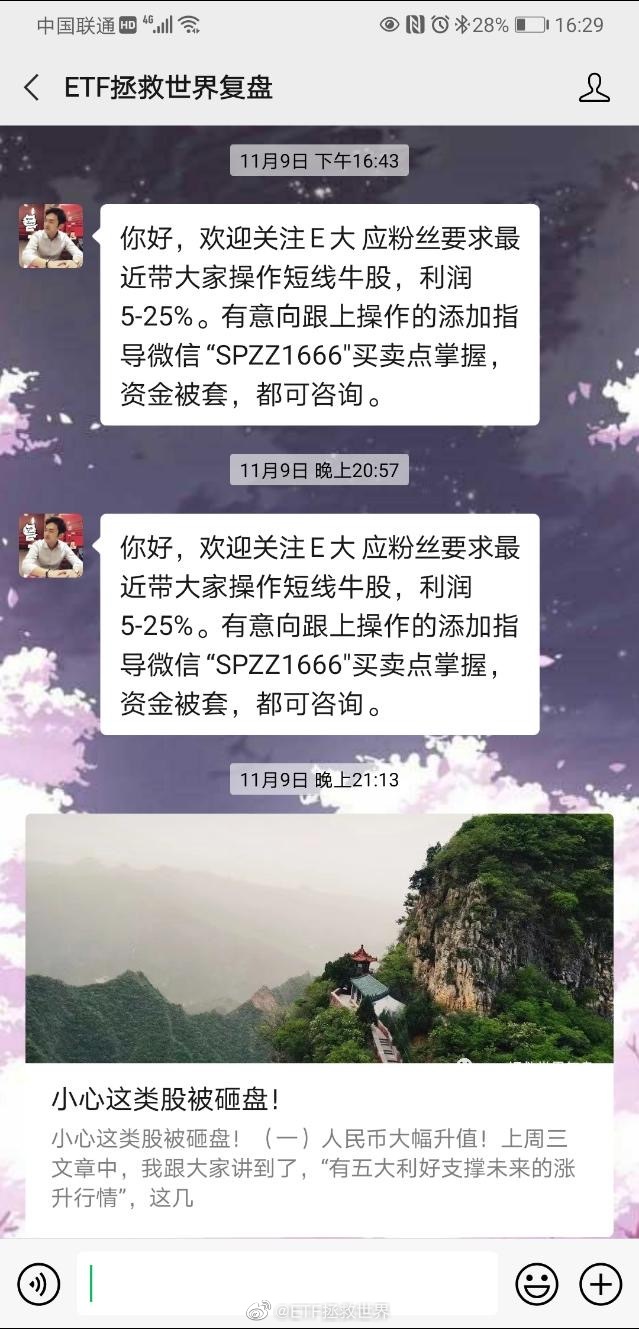 中国联通 HD 4G 28% 16:29
ETF拯救世界复盘
11月9日 下午16:43
你好，欢迎关注E大 应粉丝要求最
近带大家操作短线牛股，利润
5-25%。有意向跟上操作的添加指
导微信“SPZZ1666"买卖点掌握，
资金被套，都可咨询。
11月9日 晚上20:57
你好，欢迎关注E大 应粉丝要求最
近带大家操作短线牛股，利润
5-25%。有意向跟上操作的添加指
导微信“SPZZ1666"买卖点掌握，
资金被套，都可咨询。
11月9日 晚上21:13
小心这类股被砸盘！
小心这类股被砸盘！（一）人民币大幅升值！上周三
文章中，我跟大家讲到了，“有五大利好支撑未来的涨
升行情”，这几
@ETF拯救世界